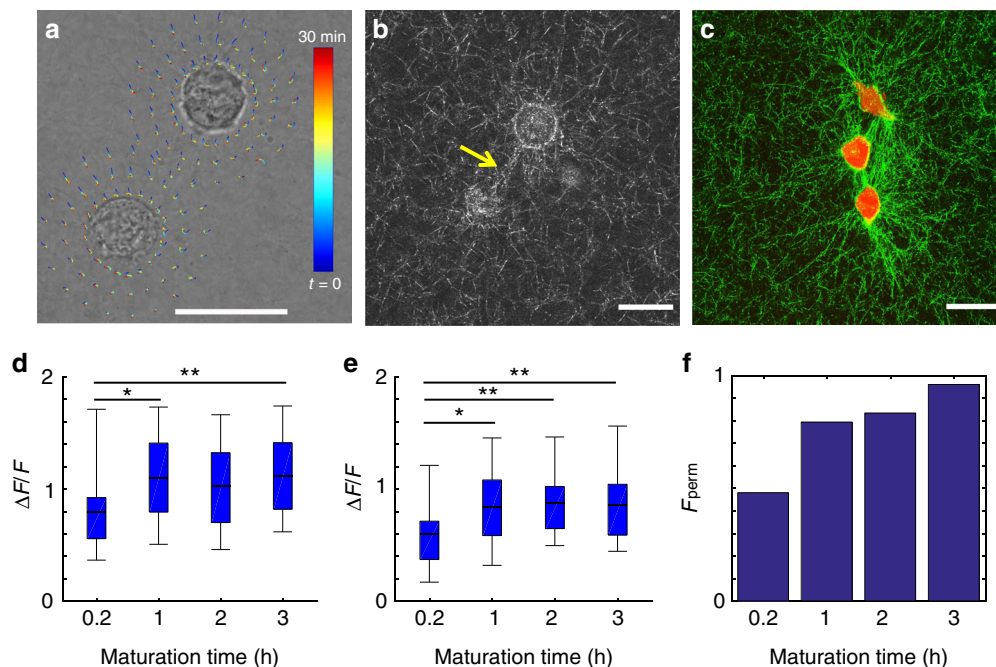 a
30 min
t = 0
b
c
d
ΔF/F
2
1
0
**
*
0.2 1 2 3
Maturation time (h)
e
ΔF/F
2
1
0
**
**
*
0.2 1 2 3
Maturation time (h)
f
Fperm
1
0
0.2 1 2 3
Maturation time (h)